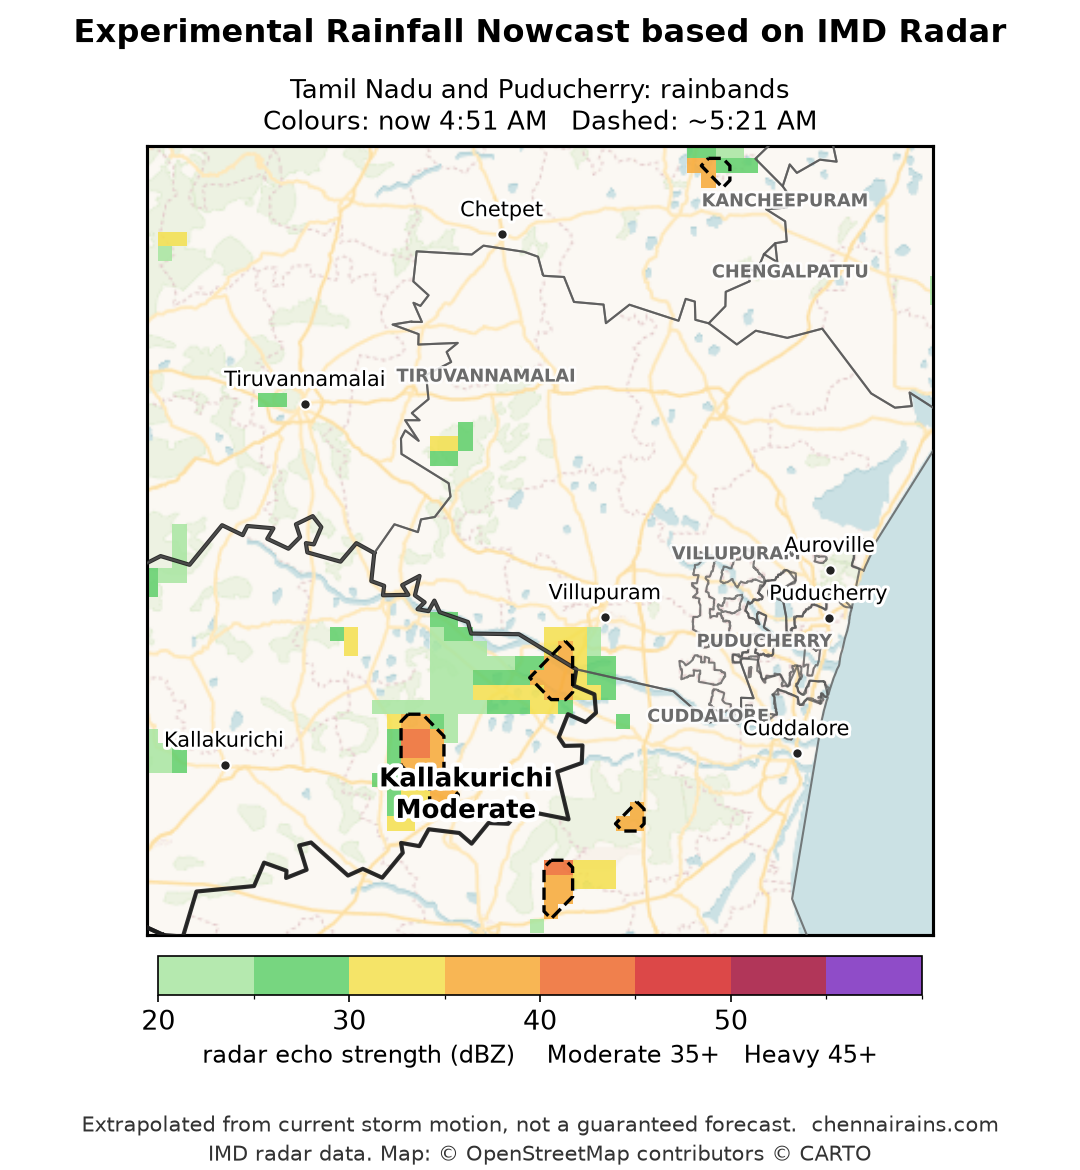 Experimental Rainfall Nowcast based on IMD Radar
Tamil Nadu and Puducherry: rainbands
Colours: now 4:51 AM   Dashed: ~5:21 AM
KANCHEEPURAM
Chetpet
CHENGALPATTU
Tiruvannamalai
TIRUVANNAMALAI
VILLUPURAM
Auroville
Villupuram
Puducherry
PUDUCHERRY
CUDDALORE
Cuddalore
Kallakurichi
Kallakurichi
Moderate
20 30 40 50
radar echo strength (dBZ)    Moderate 35+   Heavy 45+
Extrapolated from current storm motion, not a guaranteed forecast.  chennairains.com
IMD radar data. Map: © OpenStreetMap contributors © CARTO